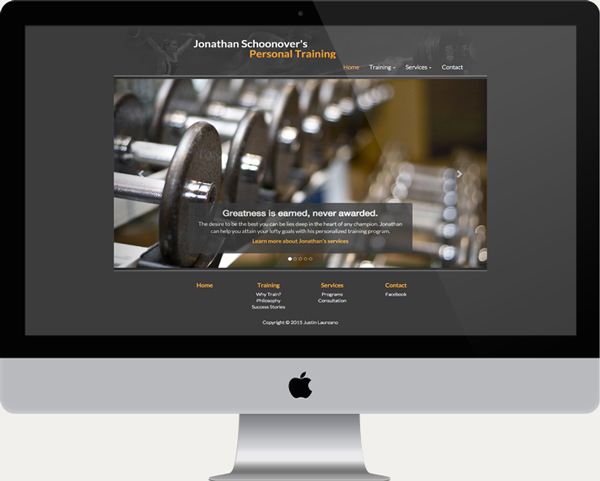 Jonathan Schoonover's
Personal Training
Home Training Services Contact
Greatness is earned, never awarded.
The desire to be the best you can be lies deep in the heart of any champion. Jonathan
can help you attain your lofty goals with his personalized training program.
Learn more about Jonathan's services
Home Training Services Contact
Why Train? Programs Facebook
Philosophy Consultation
Success Stories
Copyright © 2015 Justin Laureano